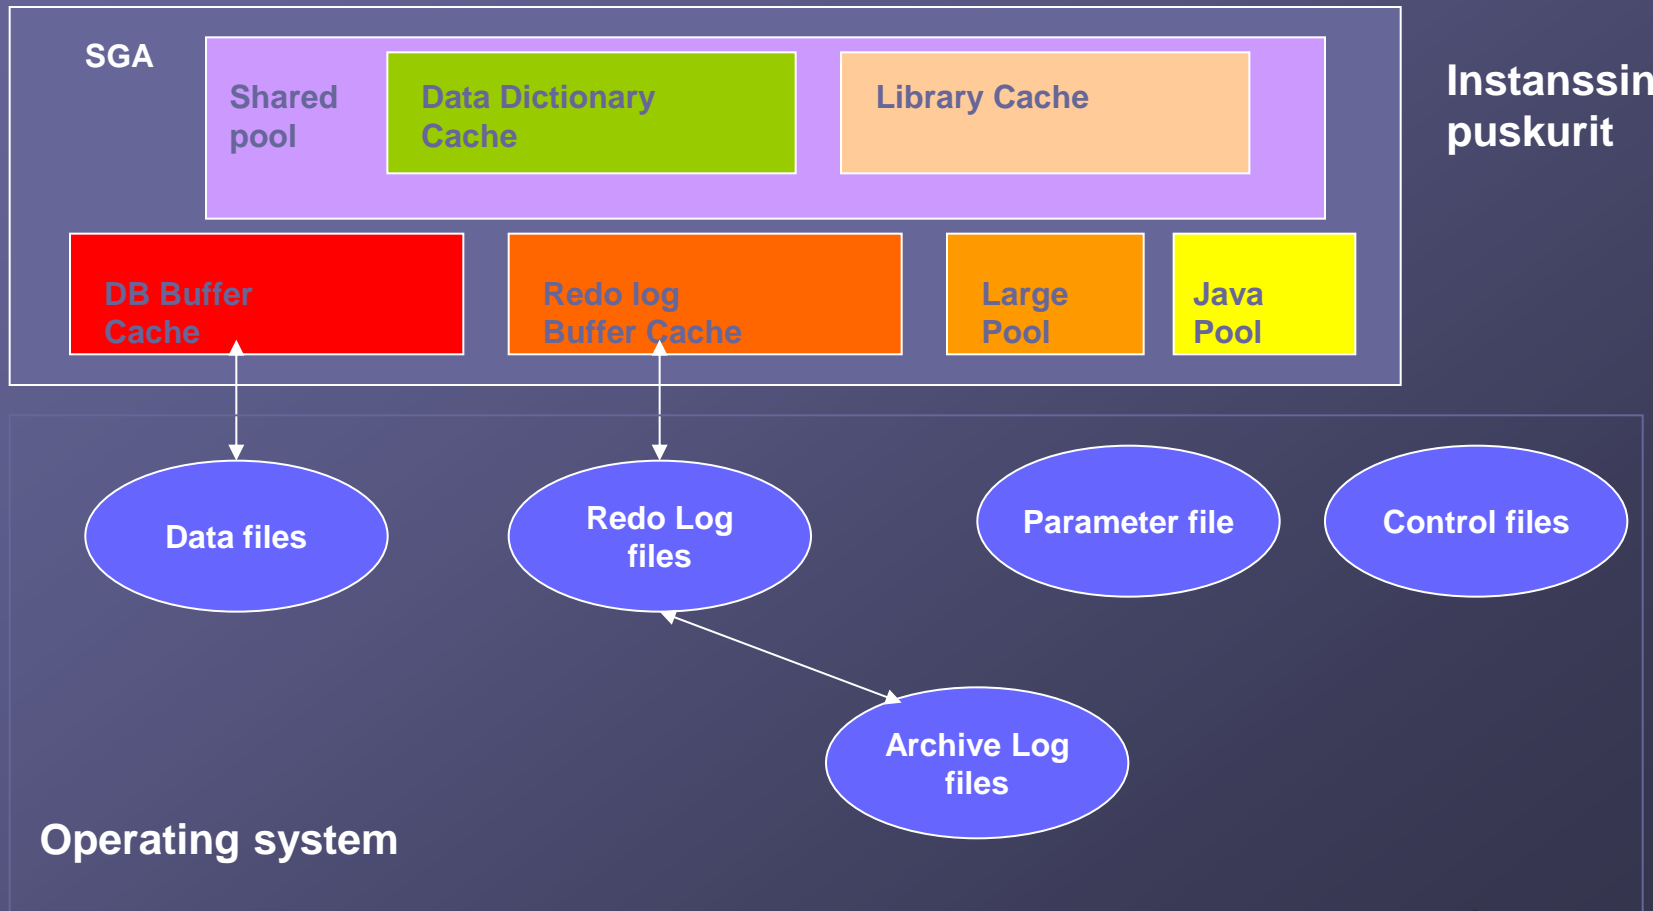 SGA
Shared
pool
Data Dictionary
Cache
Library Cache
Instanssin
puskurit
DB Buffer
Cache
Redo log
Buffer Cache
Large
Pool
Java
Pool
Data files
Redo Log
files
Parameter file
Control files
Archive Log
files
Operating system